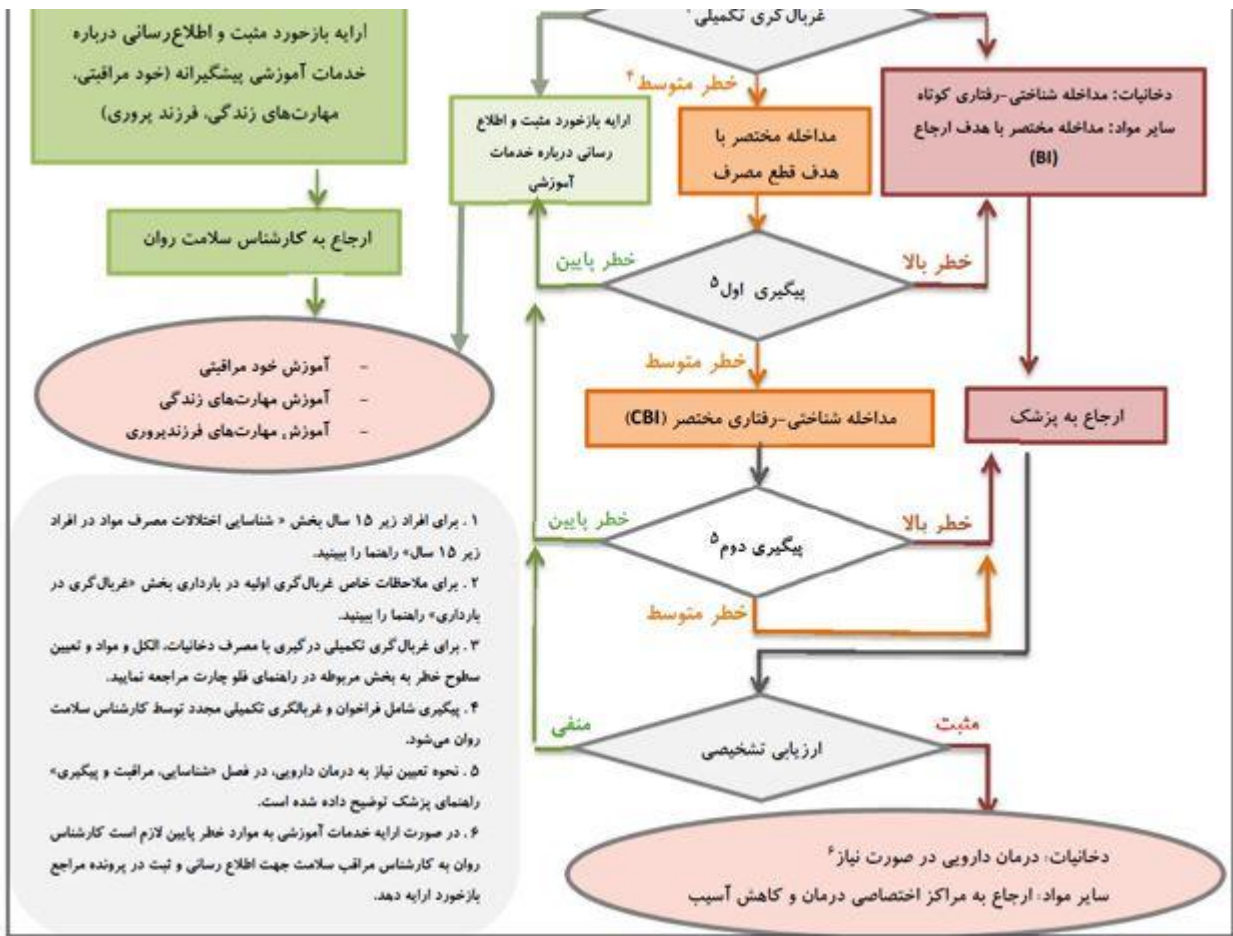 ارایه بازخورد مثبت و اطلاع‌رسانی درباره
خدمات آموزشی پیشگیرانه (خود مراقبتی،
مهارت‌های زندگی، فرزند پروری)
ارجاع به کارشناس سلامت روان
- آموزش خود مراقبتی
- آموزش مهارت‌های زندگی
- آموزش مهارت‌های فرزندپروری
غربال‌گری تکمیلی
ارایه بازخورد مثبت و اطلاع
رسانی درباره خدمات
آموزشی
خطر متوسط ۴
مداخله مختصر با
هدف قطع مصرف
دخانیات: مداخله شناختی-رفتاری کوتاه
سایر مواد: مداخله مختصر با هدف ارجاع
(BI)
خطر پایین
پیگیری اول ۵
خطر بالا
خطر متوسط
مداخله شناختی-رفتاری مختصر (CBI)
ارجاع به پزشک
خطر پایین
پیگیری دوم ۵
خطر بالا
خطر متوسط
منفی
ارزیابی تشخیصی
مثبت
دخانیات: درمان دارویی در صورت نیاز ۶
سایر مواد: ارجاع به مراکز اختصاصی درمان و کاهش آسیب
۱. برای افراد زیر ۱۵ سال بخش « شناسایی اختلالات مصرف مواد در افراد
زیر ۱۵ سال» راهنما را ببینید.
۲. برای ملاحظات خاص غربال‌گری اولیه در بارداری بخش «غربال‌گری در
بارداری» راهنما را ببینید.
۳. برای غربال‌گری تکمیلی درگیری با مصرف دخانیات، الکل و مواد و تعیین
سطوح خطر به بخش مربوطه در راهنمای فلو چارت مراجعه نمایید.
۴. پیگیری شامل فراخوان و غربالگری تکمیلی مجدد توسط کارشناس سلامت
روان می‌شود.
۵. نحوه تعیین نیاز به درمان دارویی، در فصل «شناسایی، مراقبت و پیگیری»
راهنمای پزشک توضیح داده شده است.
۶. در صورت ارایه خدمات آموزشی به موارد خطر پایین لازم است کارشناس
روان به کارشناس مراقب سلامت جهت اطلاع رسانی و ثبت در پرونده مراجع
بازخورد ارایه دهد.